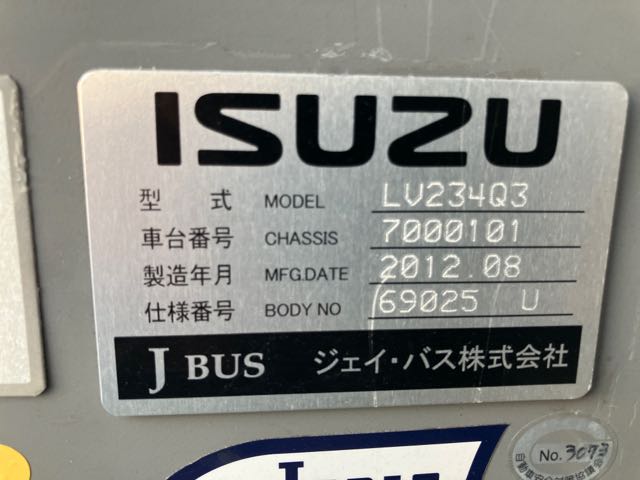 ISUZU
型 式 MODEL LV234Q3
車台番号 CHASSIS 7000101
製造年月 MFG.DATE 2012.08
仕様番号 BODY NO 69025 U
J BUS ジェイ・バス株式会社
No. 3073